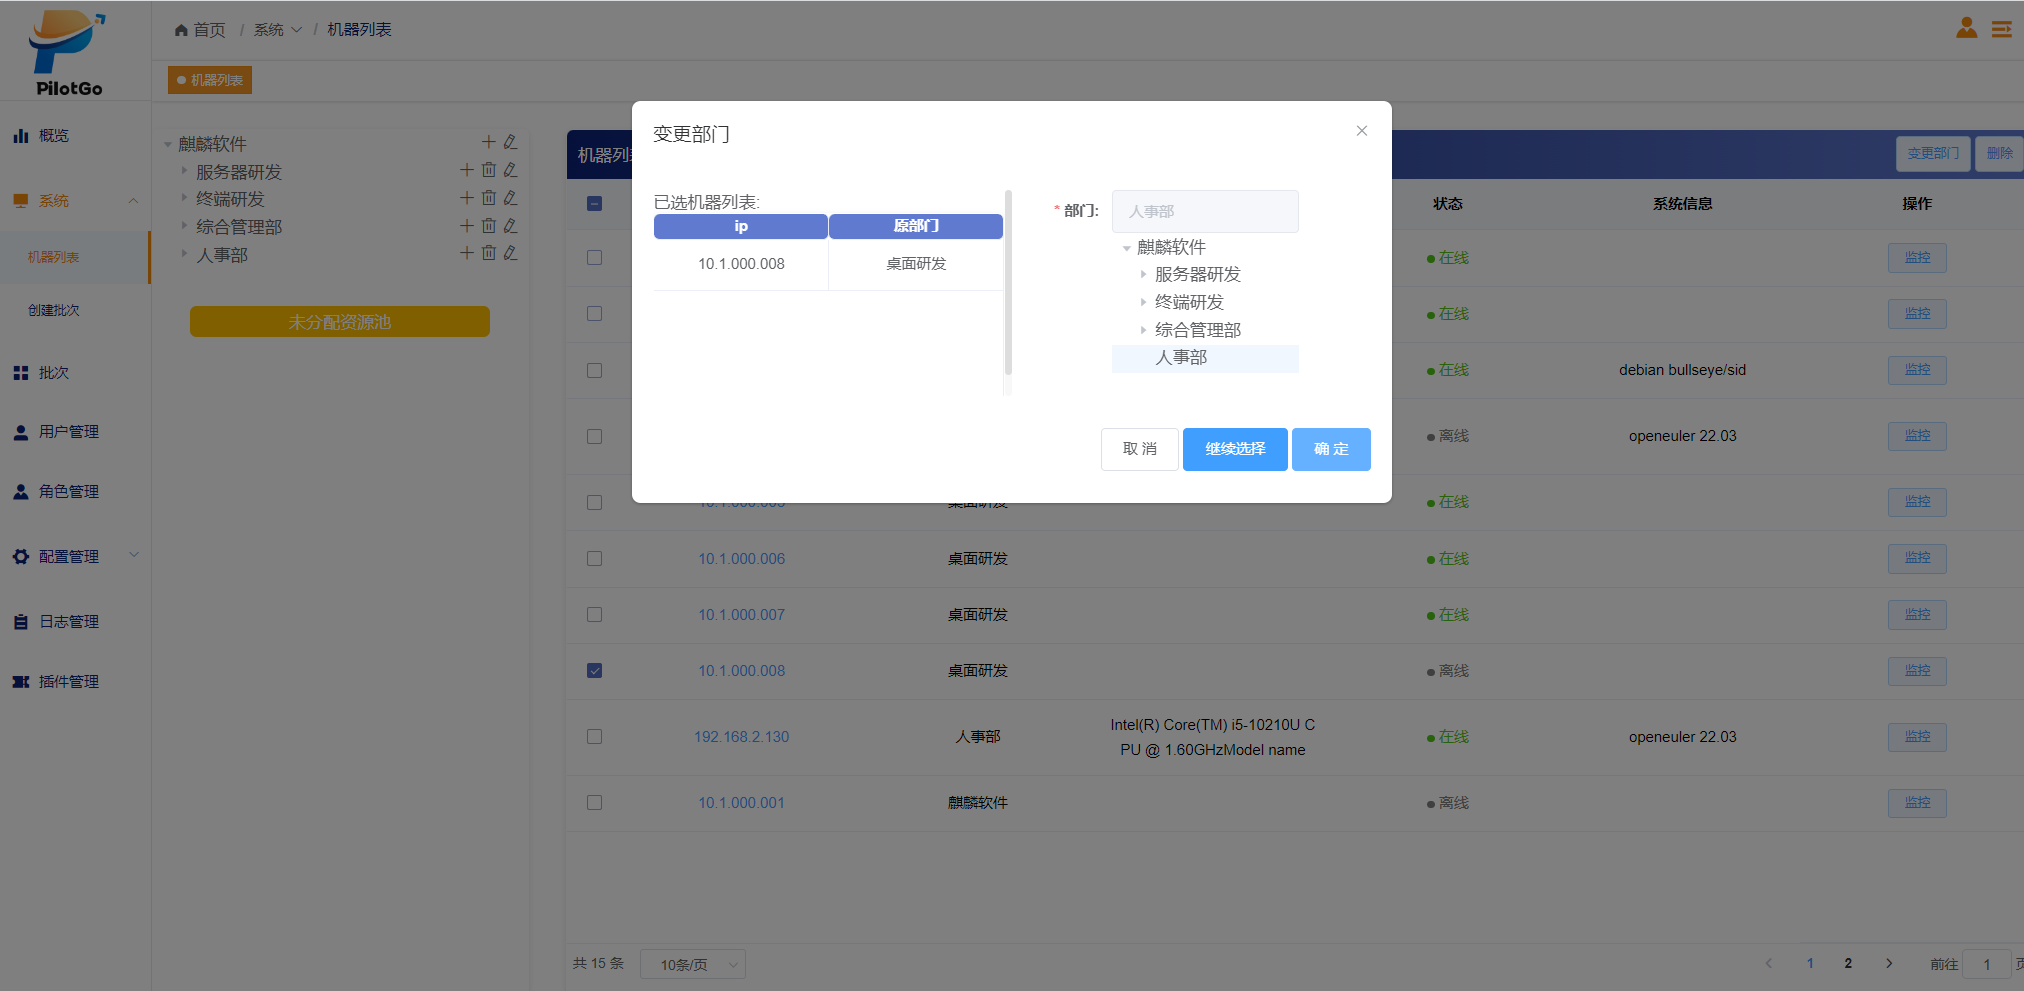 PilotGo
首页 / 系统 / 机器列表
机器列表
概览
系统
机器列表
创建批次
批次
用户管理
角色管理
配置管理
日志管理
插件管理
麒麟软件
服务器研发
终端研发
综合管理部
人事部
未分配资源池
机器列
变更部门 删除
状态 系统信息 操作
在线 监控
在线 监控
在线 debian bullseye/sid 监控
离线 openeuler 22.03 监控
在线 监控
10.1.000.006 桌面研发 在线 监控
10.1.000.007 桌面研发 在线 监控
10.1.000.008 桌面研发 离线 监控
192.168.2.130 人事部 Intel(R) Core(TM) i5-10210U C
PU @ 1.60GHzModel name 在线 openeuler 22.03 监控
10.1.000.001 麒麟软件 离线 监控
共 15 条 10条/页 1 2 前往 1
变更部门
已选机器列表:
ip 原部门
10.1.000.008 桌面研发
* 部门: 人事部
麒麟软件
服务器研发
终端研发
综合管理部
人事部
取 消 继续选择 确 定